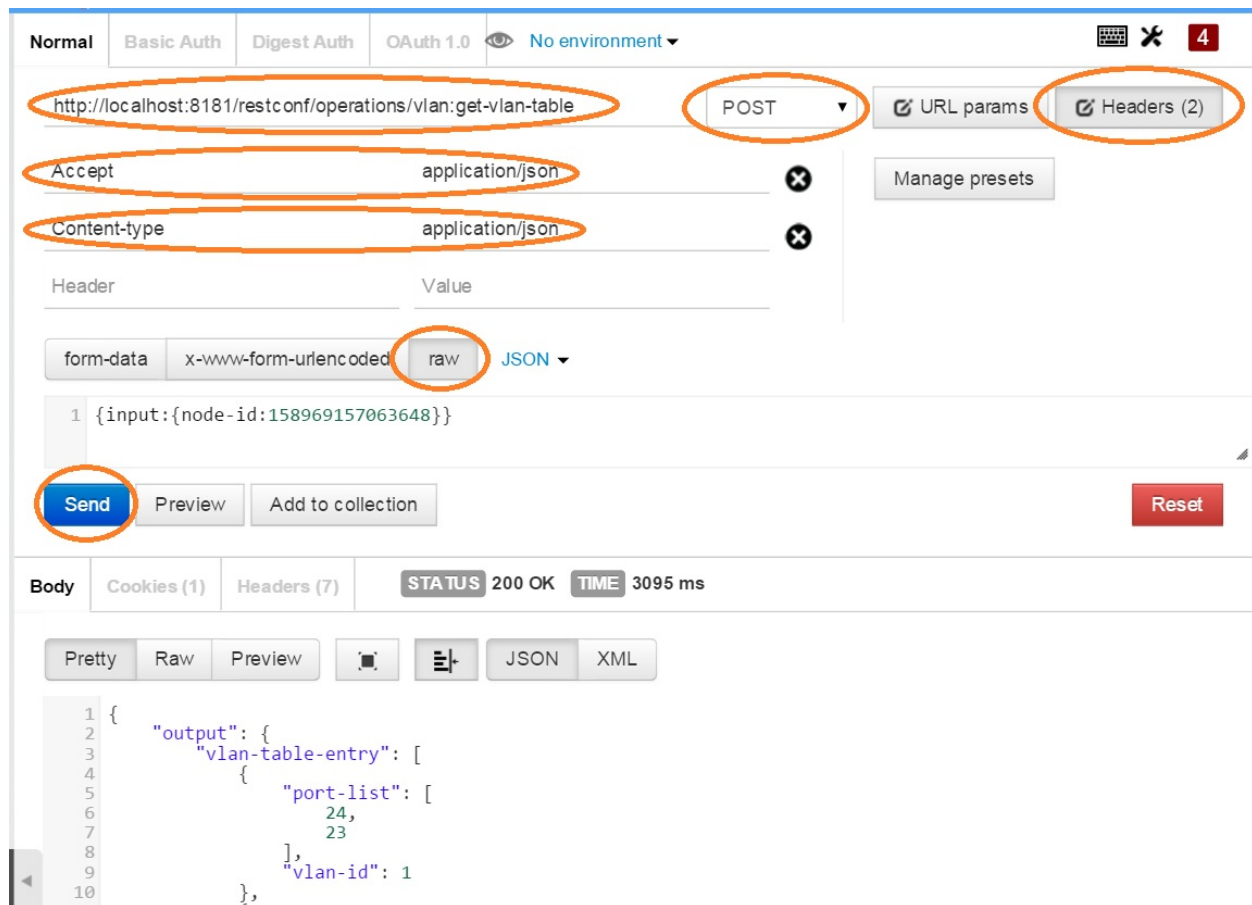 Normal Basic Auth Digest Auth OAuth 1.0 No environment 4
http://localhost:8181/restconf/operations/vlan:get-vlan-table POST URL params Headers (2)
Accept application/json Manage presets
Content-type application/json
Header Value
form-data x-www-form-urlencoded raw JSON
1 {input:{node-id:158969157063648}}
Send Preview Add to collection Reset
Body Cookies (1) Headers (7) STATUS 200 OK TIME 3095 ms
Pretty Raw Preview JSON XML
1 {
2 "output": {
3 "vlan-table-entry": [
4 {
5 "port-list": [
6 24,
7 23
8 ],
9 "vlan-id": 1
10 },